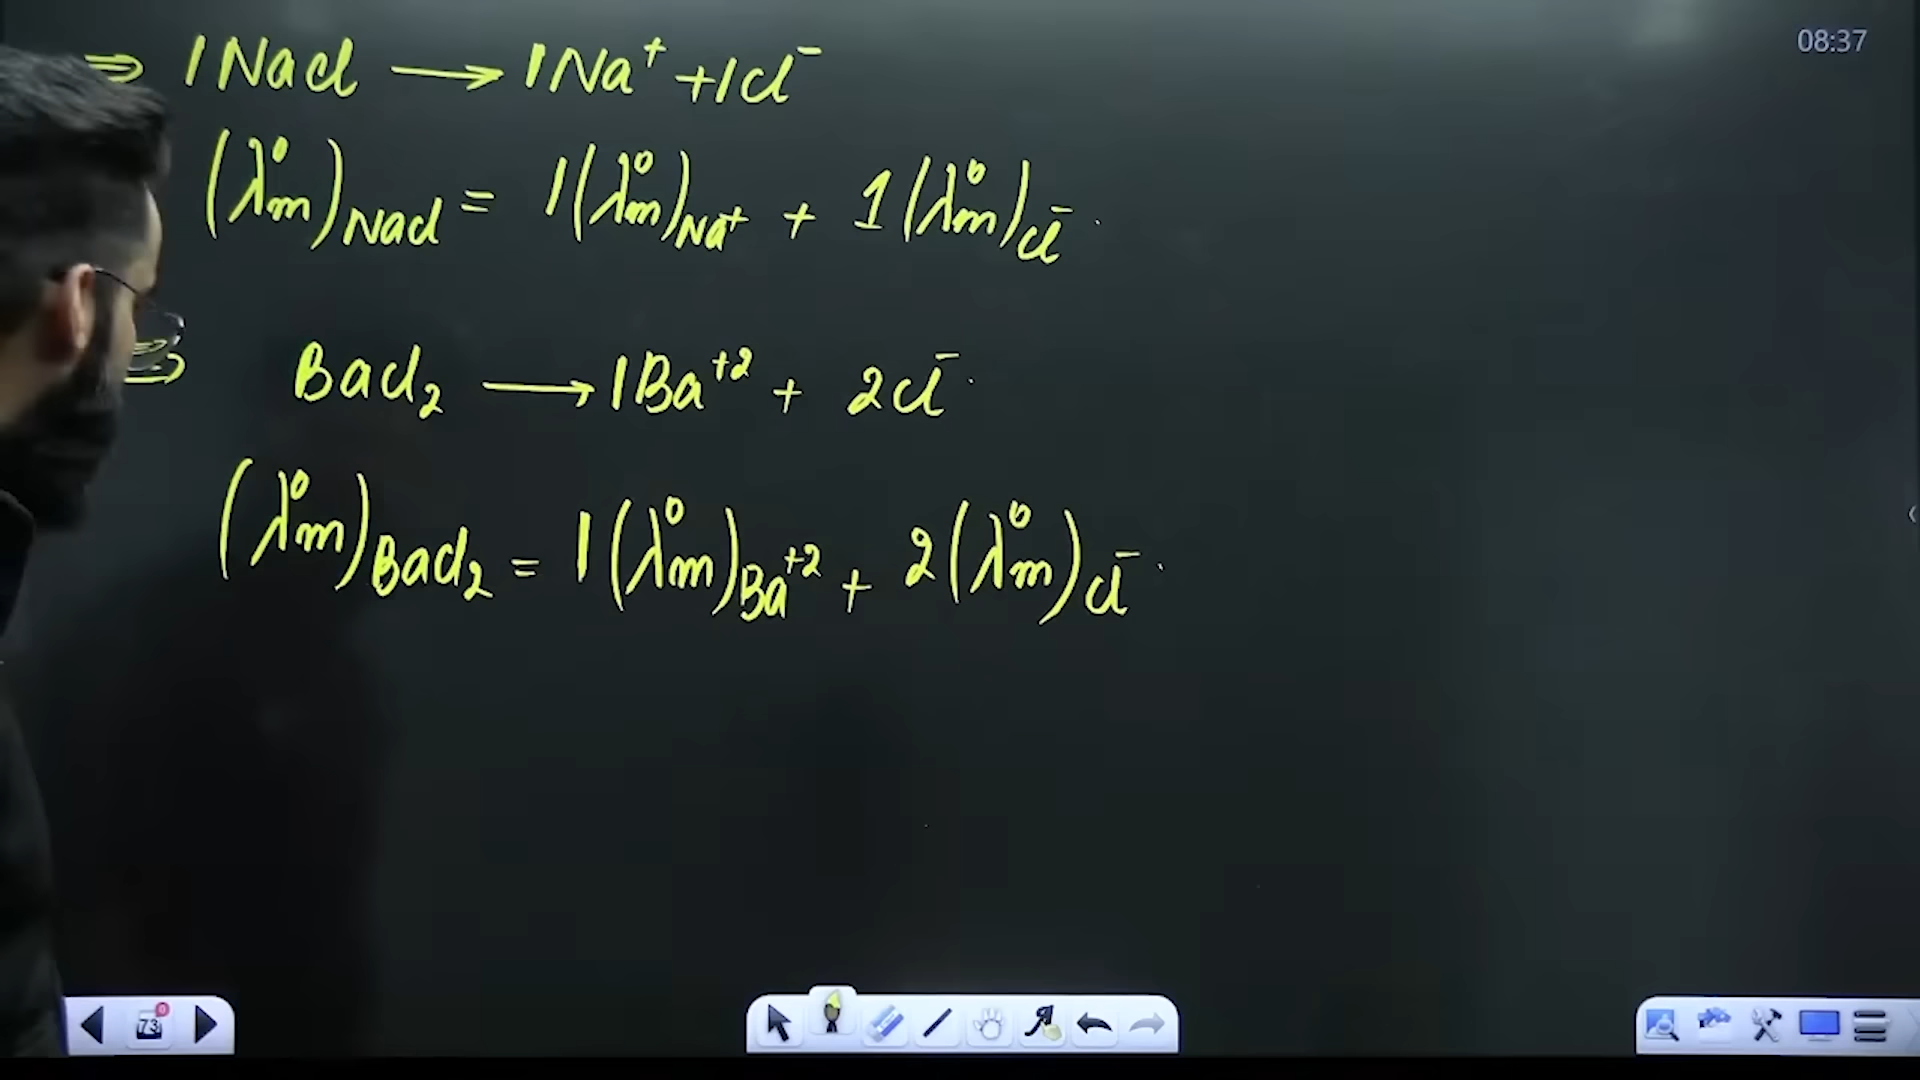 08:37
⇒ 1NaCl ⟶ 1Na⁺ + 1Cl⁻
(λ°m)NaCl = 1(λ°m)Na⁺ + 1(λ°m)Cl⁻
⇒ BaCl₂ ⟶ 1Ba⁺² + 2Cl⁻
(λ°m)BaCl₂ = 1(λ°m)Ba⁺² + 2(λ°m)Cl⁻
73
0